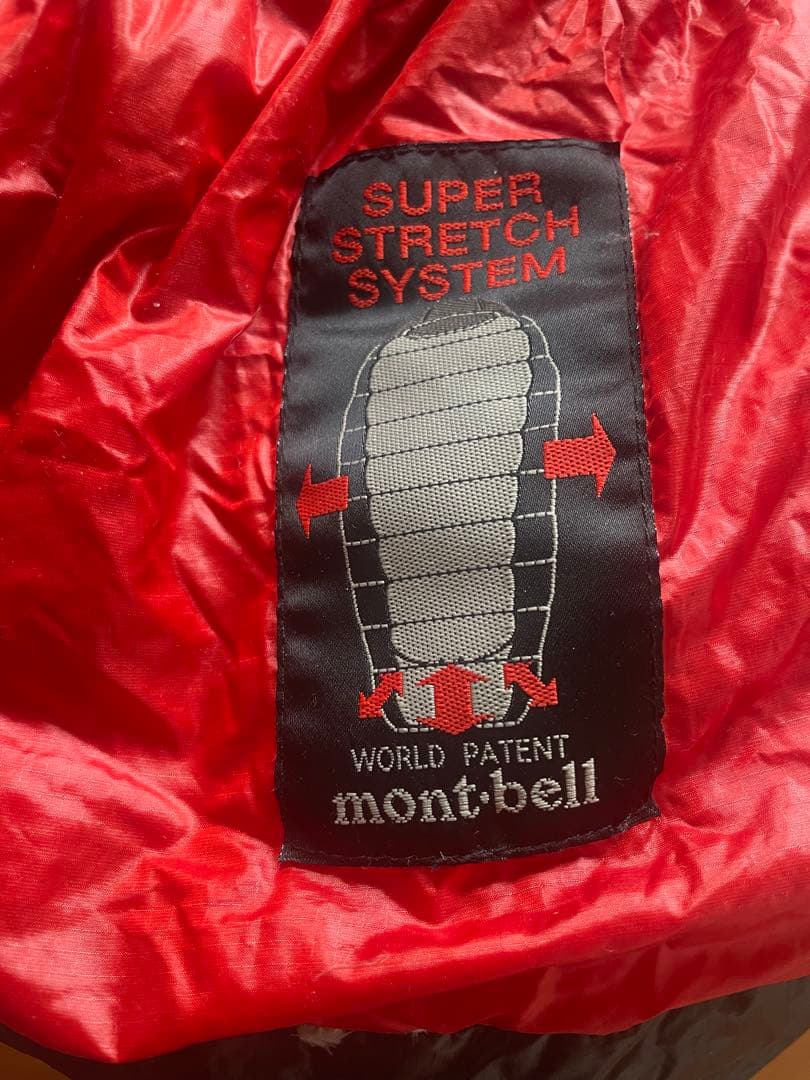 SUPER
STRETCH
SYSTEM
WORLD PATENT
mont-bell